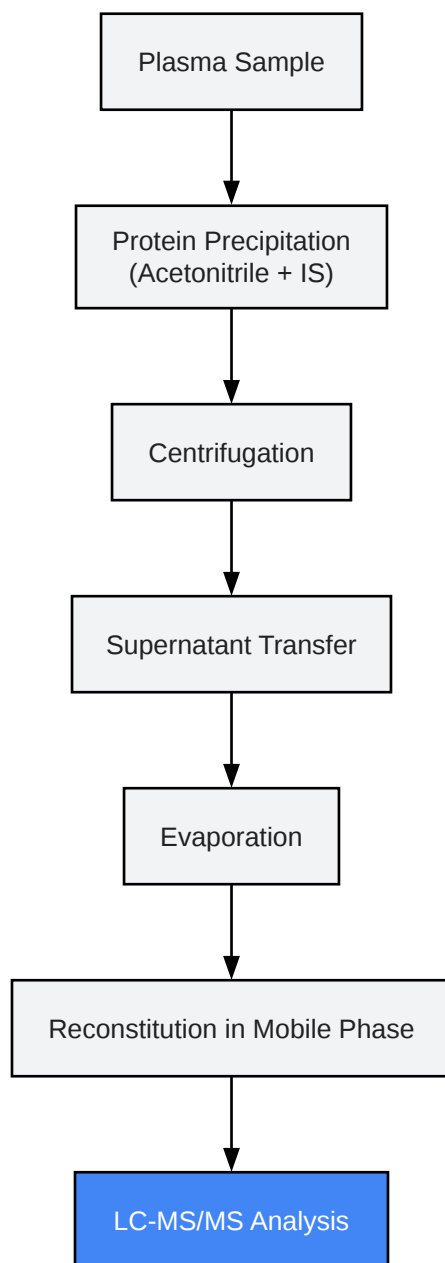 Plasma Sample
Protein Precipitation
(Acetonitrile + IS)
Centrifugation
Supernatant Transfer
Evaporation
Reconstitution in Mobile Phase
LC-MS/MS Analysis